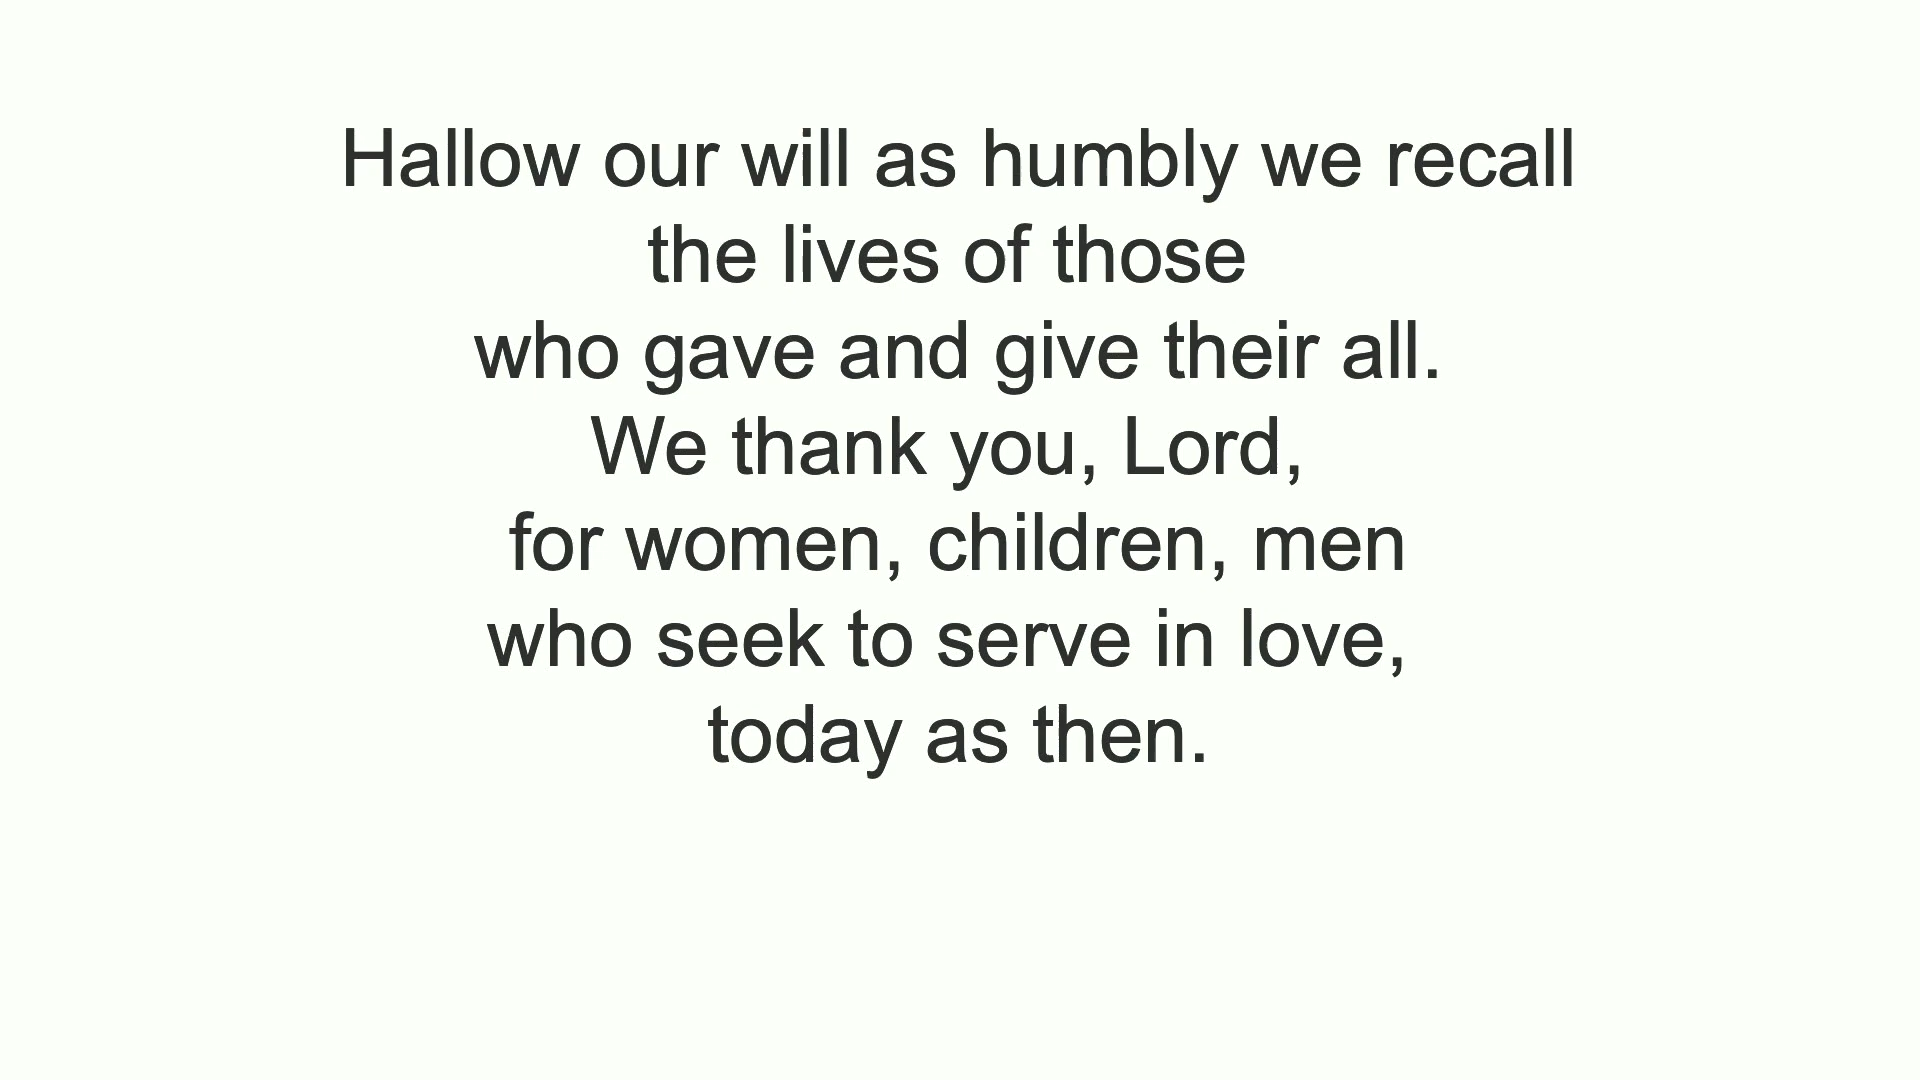 Hallow our will as humbly we recall
the lives of those
who gave and give their all.
We thank you, Lord,
for women, children, men
who seek to serve in love,
today as then.